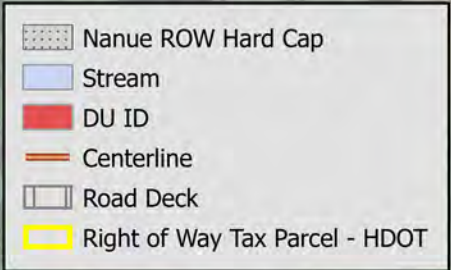 Nanue ROW Hard Cap
Stream
DU ID
Centerline
Road Deck
Right of Way Tax Parcel - HDOT